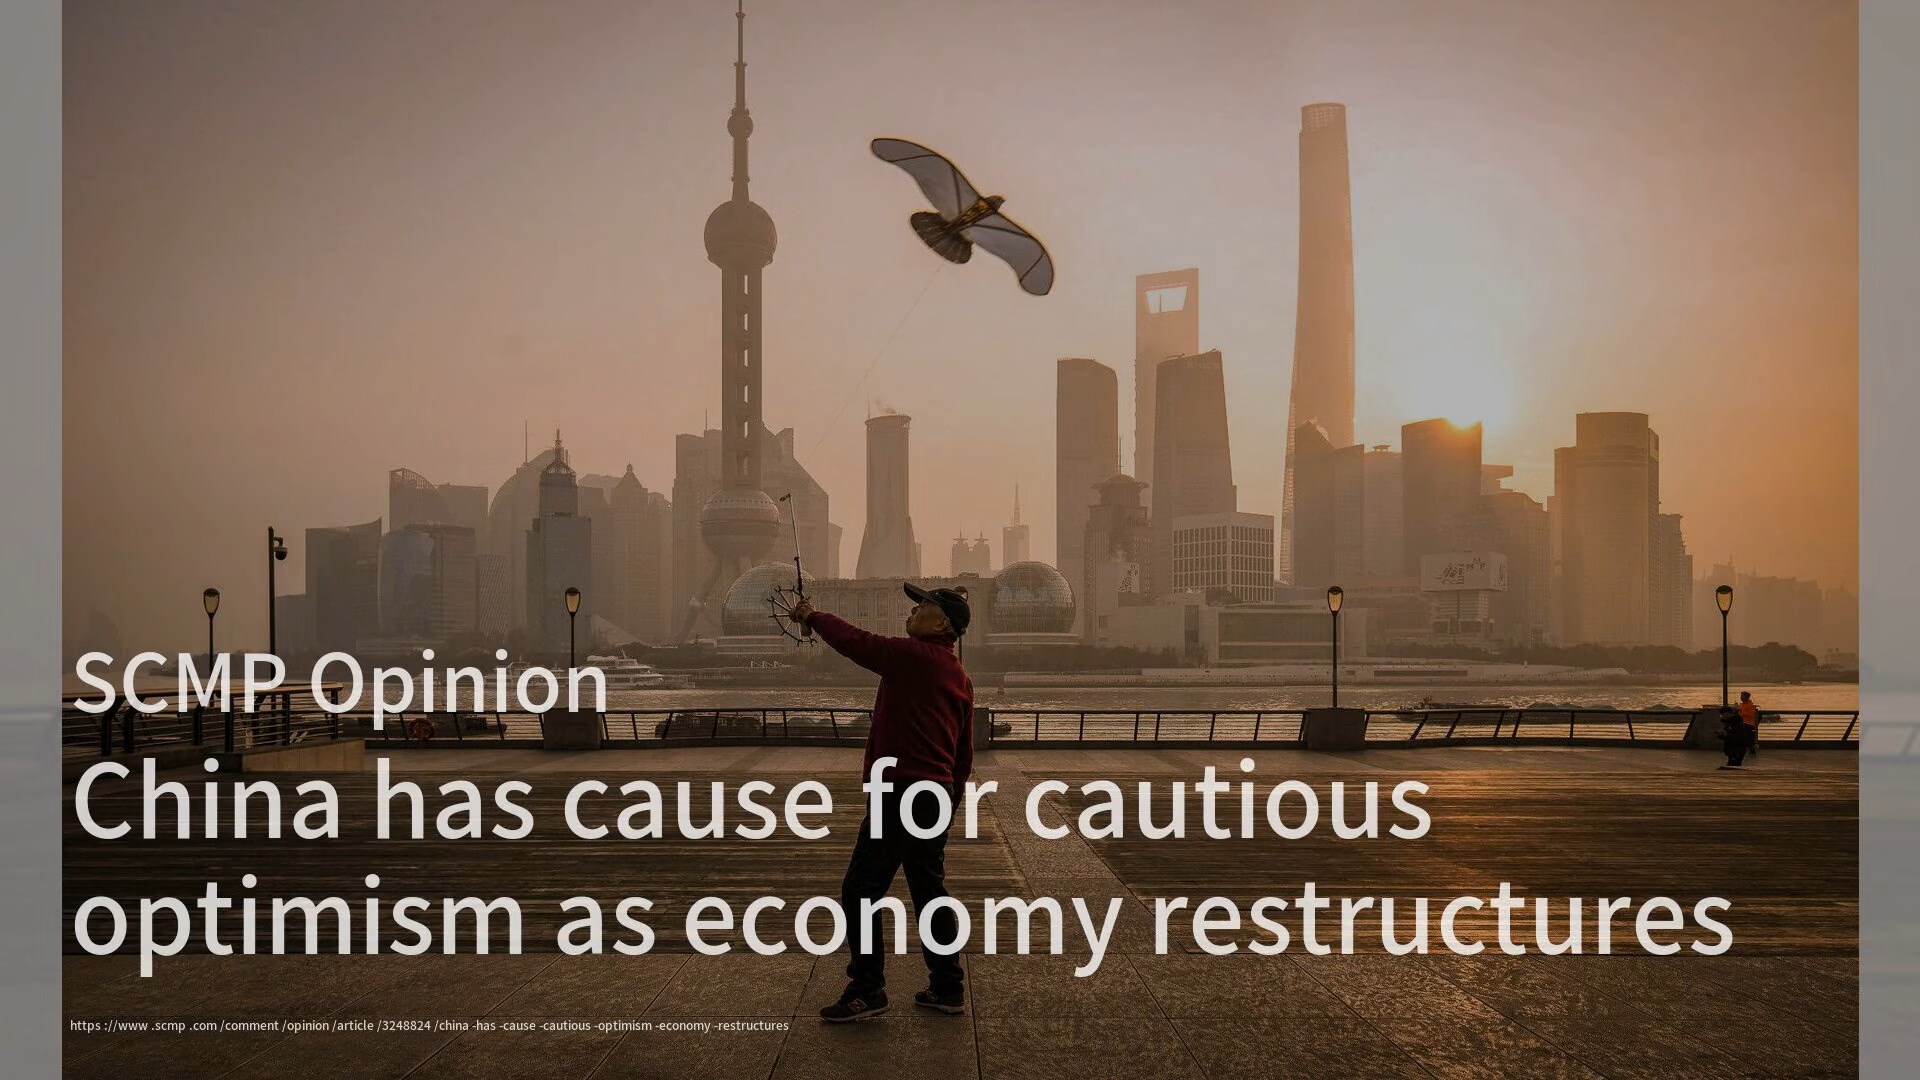 SCMP Opinion
China has cause for cautious
optimism as economy restructures
https ://www .scmp .com /comment /opinion /article /3248824 /china -has -cause -cautious -optimism -economy -restructures